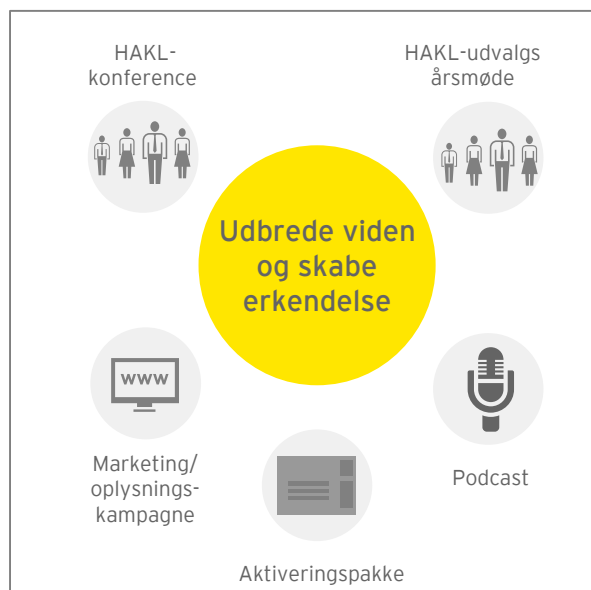 HAKL-
konference
HAKL-udvalgs
årsmøde
Udbrede viden
og skabe
erkendelse
www
Marketing/
oplysnings-
kampagne
Podcast
Aktiveringspakke